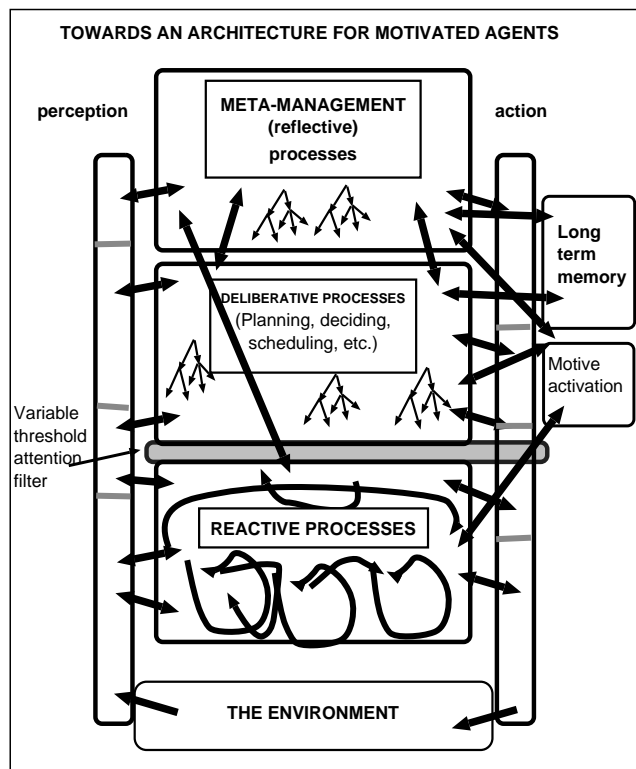 TOWARDS AN ARCHITECTURE FOR MOTIVATED AGENTS
perception
META-MANAGEMENT
(reflective)
processes
action
Long
term
memory
DELIBERATIVE PROCESSES
(Planning, deciding,
scheduling, etc.)
Motive
activation
Variable
threshold
attention
filter
REACTIVE PROCESSES
THE ENVIRONMENT